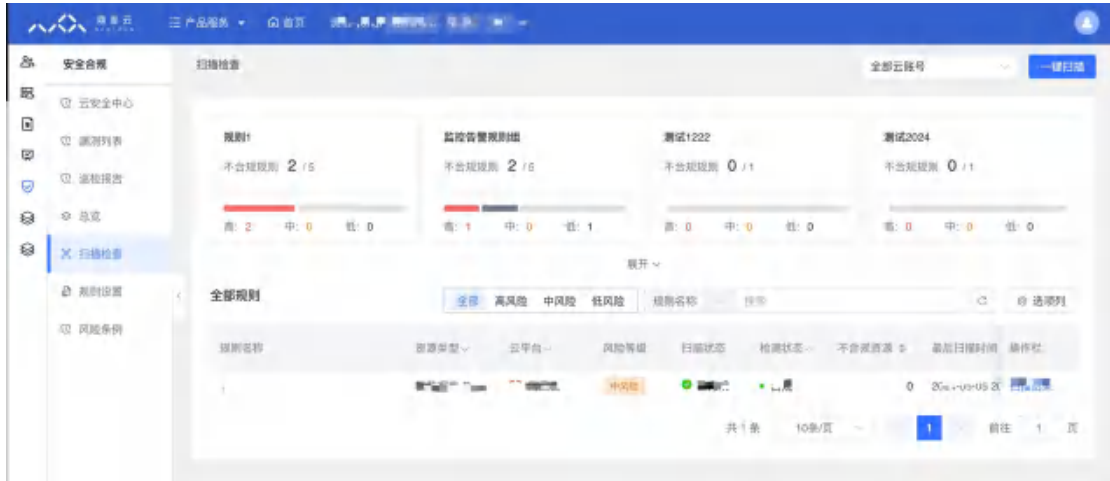 产品服务 首页
安全合规
云安全中心
漏洞列表
巡检报告
总览
扫描检查
规则设置
风险条例
扫描检查
全部云账号
一键扫描
规则1
不合规规则 2 /5
高: 2 中: 0 低: 0
监控告警规则组
不合规规则 2 /6
高: 1 中: 0 低: 1
测试1222
不合规规则 0 /1
高: 0 中: 0 低: 0
测试2024
不合规规则 0 /1
高: 0 中: 0 低: 0
展开
全部规则
全部 高风险 中风险 低风险
规则名称 搜索
选项列
规则名称 资源类型 云平台 风险等级 扫描状态 检测状态 不合规资源 最后扫描时间 操作栏
中风险 0
共1条 10条/页 1 前往 1 页